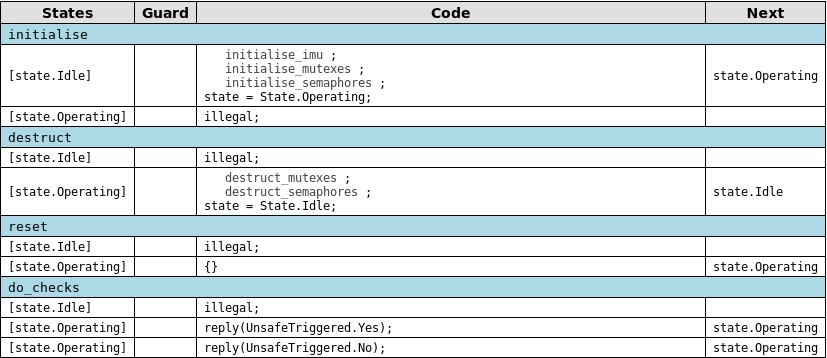 States Guard Code Next
initialise
[state.Idle] initialise_imu ; state.Operating
initialise_mutexes ;
initialise_semaphores ;
state = State.Operating;
[state.Operating] illegal;
destruct
[state.Idle] illegal;
[state.Operating] destruct_mutexes ; state.Idle
destruct_semaphores ;
state = State.Idle;
reset
[state.Idle] illegal;
[state.Operating] {} state.Operating
do_checks
[state.Idle] illegal;
[state.Operating] reply(UnsafeTriggered.Yes); state.Operating
[state.Operating] reply(UnsafeTriggered.No); state.Operating